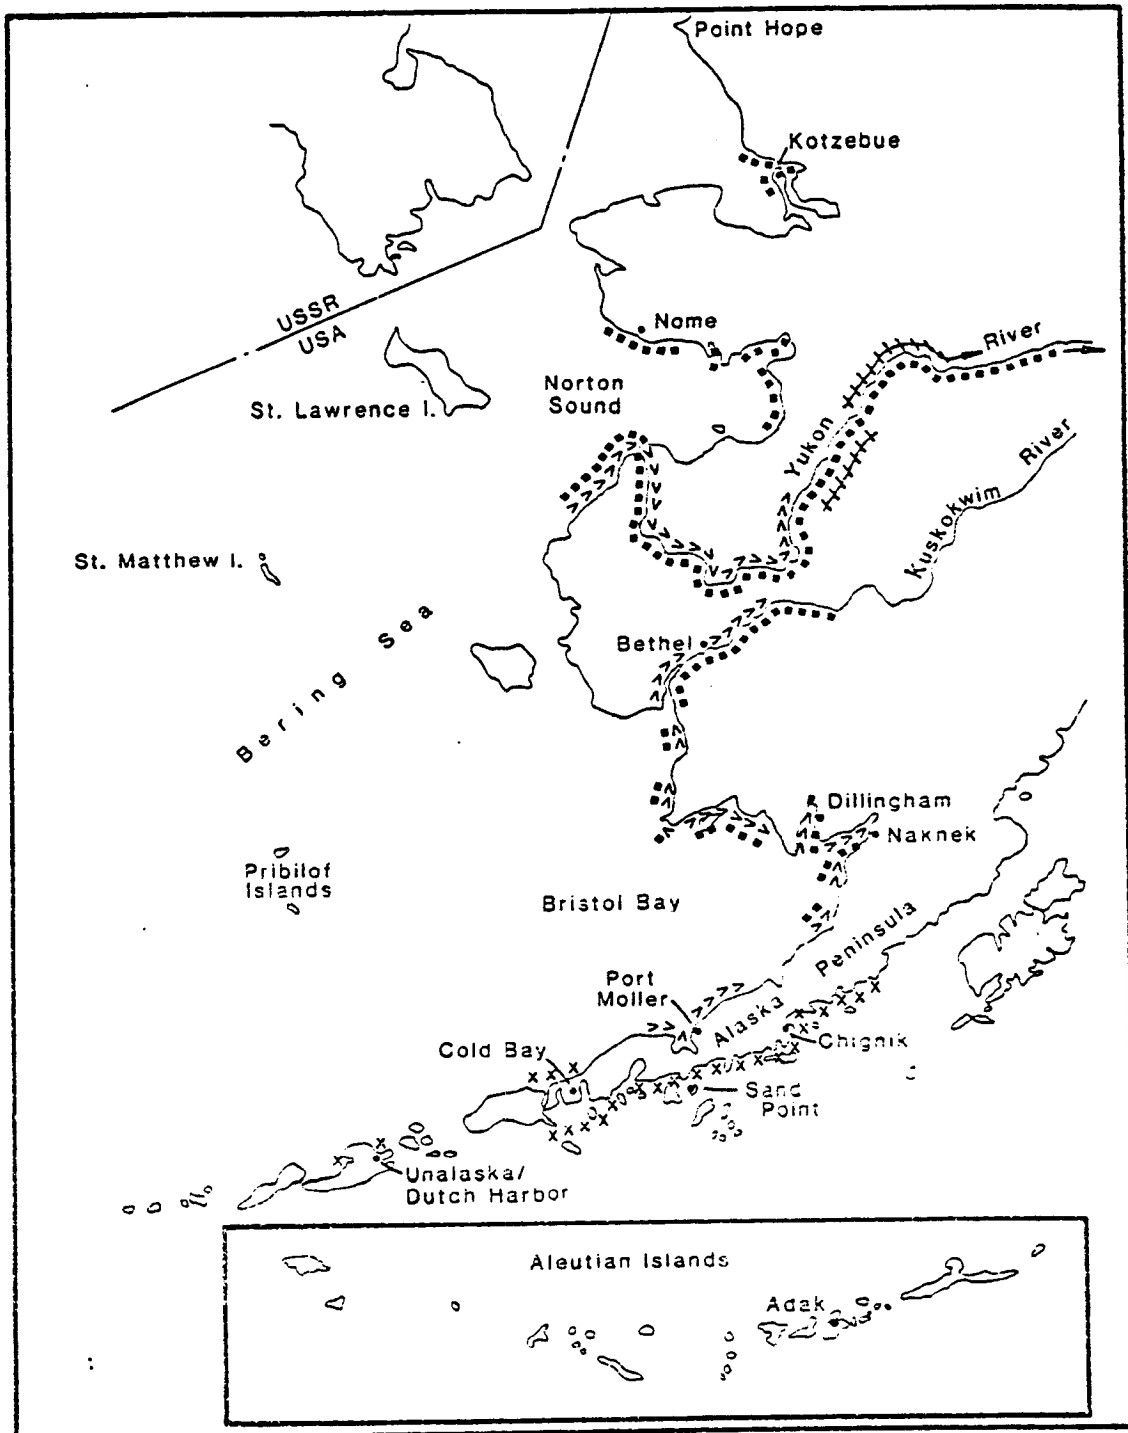 Point Hope
Kotzebue
USSR
USA
Nome
River
St. Lawrence I.
Norton
Sound
Yukon
River
Kuskokwim
St. Matthew I.
Bering Sea
Bethel
Dillingham
Naknek
Pribilof
Islands
Bristol Bay
Peninsula
Port
Moller
Alaska
Chignik
Cold Bay
Sand
Point
Unalaska/
Dutch Harbor
Aleutian Islands
Adak